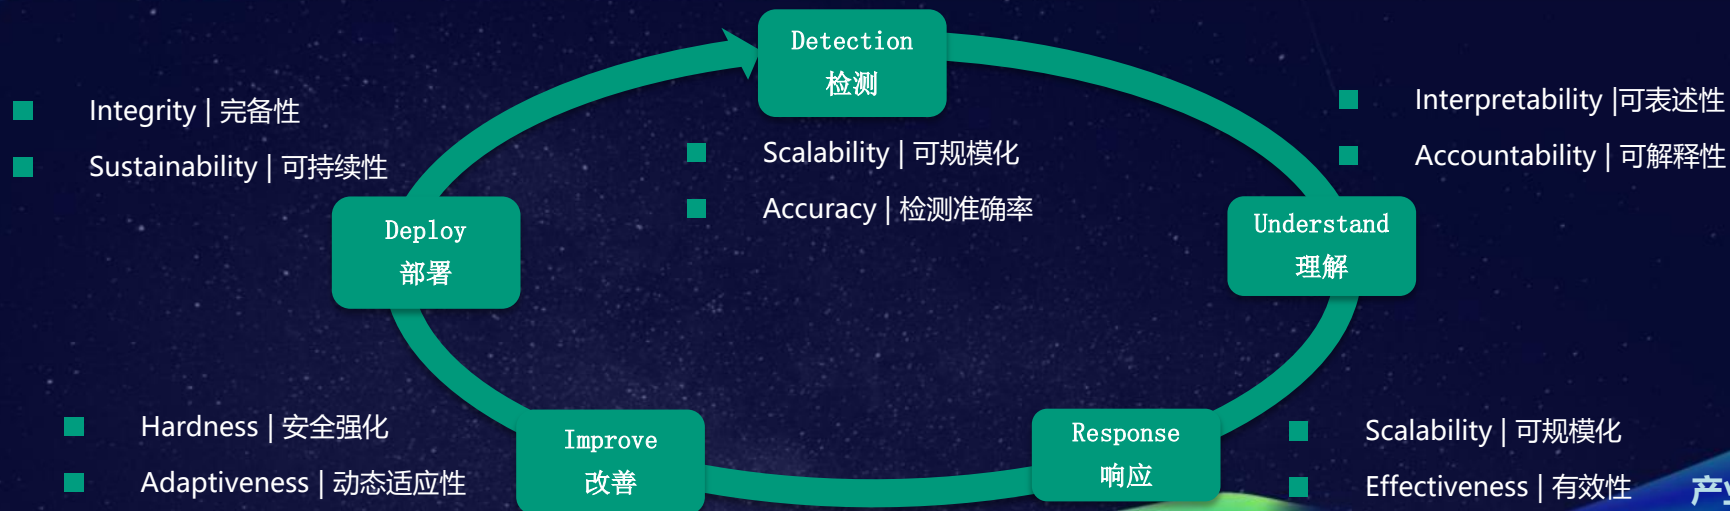 Detection
检测
Integrity | 完备性
Sustainability | 可持续性
Scalability | 可规模化
Accuracy | 检测准确率
Interpretability |可表述性
Accountability | 可解释性
Deploy
部署
Understand
理解
Hardness | 安全强化
Adaptiveness | 动态适应性
Improve
改善
Response
响应
Scalability | 可规模化
Effectiveness | 有效性
产